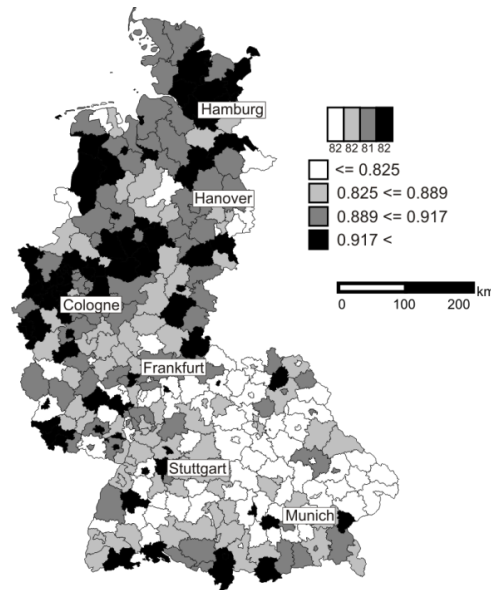 Hamburg
82 82 81 82
<= 0.825
Hanover
0.825 <= 0.889
0.889 <= 0.917
0.917 <
km
0 100 200
Cologne
Frankfurt
Stuttgart
Munich